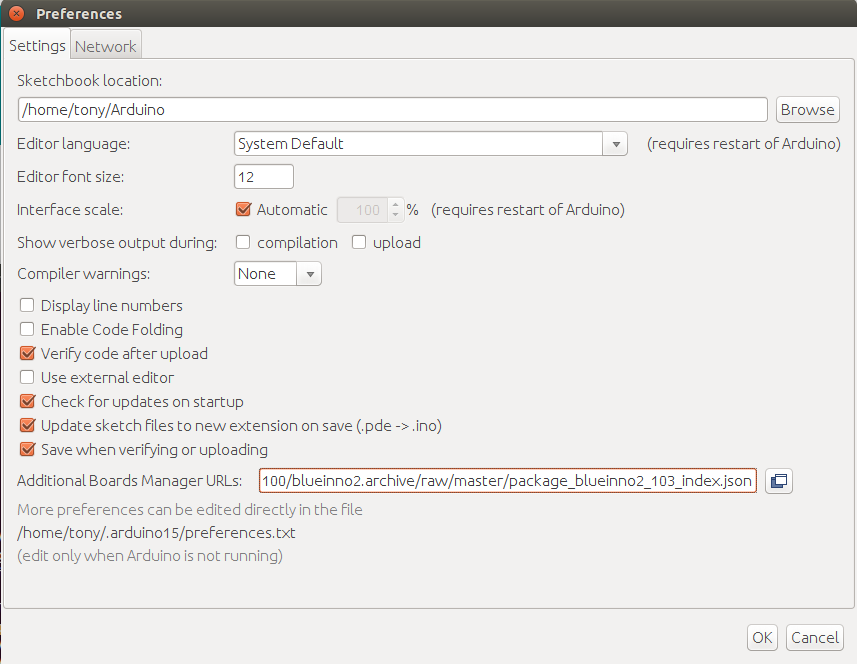 Preferences
Settings Network
Sketchbook location:
/home/tony/Arduino Browse
Editor language: System Default (requires restart of Arduino)
Editor font size: 12
Interface scale: Automatic 100 % (requires restart of Arduino)
Show verbose output during: compilation upload
Compiler warnings: None
Display line numbers
Enable Code Folding
Verify code after upload
Use external editor
Check for updates on startup
Update sketch files to new extension on save (.pde -> .ino)
Save when verifying or uploading
Additional Boards Manager URLs: 100/blueinno2.archive/raw/master/package_blueinno2_103_index.json
More preferences can be edited directly in the file
/home/tony/.arduino15/preferences.txt
(edit only when Arduino is not running)
OK Cancel